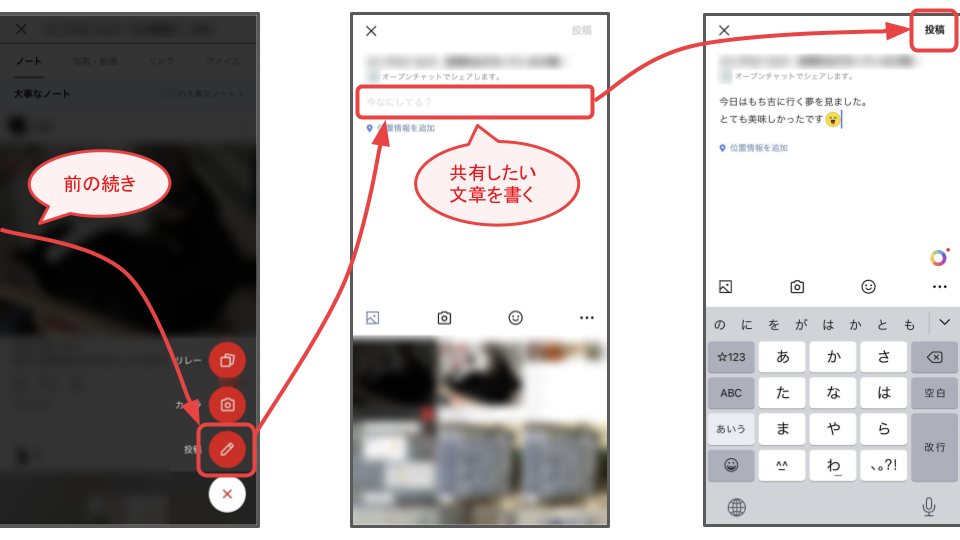 ノート
写真・動画
リンク
ファイル
大事なノート
の大事なノート
前の続き
リレー
カメラ
投稿
投稿
オープンチャットでシェアします。
今なにしてる？
位置情報を追加
共有したい
文章を書く
投稿
オープンチャットでシェアします。
今日はもち吉に行く夢を見ました。
とても美味しかったです😲
位置情報を追加
の に を が は か と も
☆123 あ か さ
ABC た な は 空白
あいう ま や ら 改行
^^ わ 、。?!